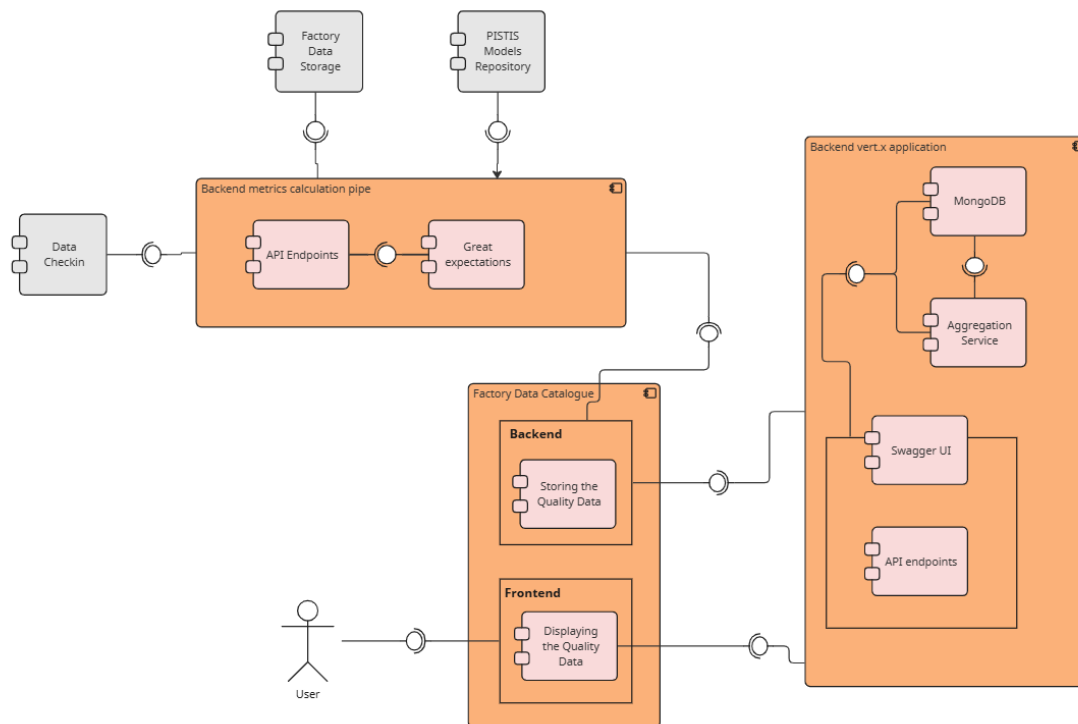 Factory
Data
Storage
PISTIS
Models
Repository
Backend vert.x application
Backend metrics calculation pipe
MongoDB
Data
Checkin
API Endpoints
Great
expectations
Aggregation
Service
Factory Data Catalogue
Backend
Storing the
Quality Data
Swagger UI
API endpoints
Frontend
Displaying
the Quality
Data
User